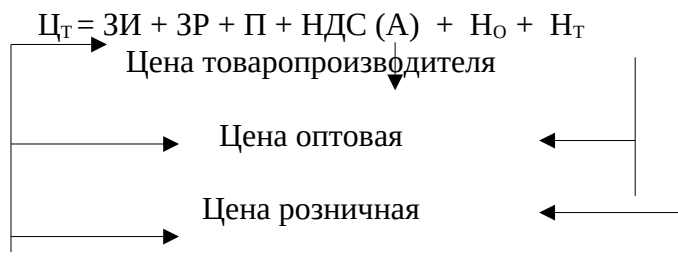 Цт = ЗИ + ЗР + П + НДС (А) + Но + Нт
Цена товаропроизводителя
Цена оптовая
Цена розничная